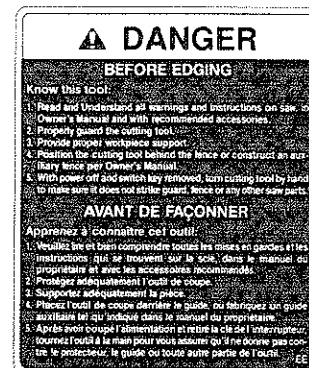 DANGER
BEFORE EDGING
Know this tool:
1. Read and Understand all warnings and instructions on saw, in
Owner's Manual and with recommended accessories.
2. Properly guard the cutting tool.
3. Provide proper workpiece support.
4. Position the cutting tool behind the fence or construct an aux-
iliary fence per Owner's Manual.
5. With power off and switch key removed, turn cutting tool by hand
to make sure it does not strike guard, fence or any other saw parts.
AVANT DE FAÇONNER
Apprenez à connaître cet outil:
1. Veuillez lire et bien comprendre toutes les mises en gardes et les
instructions qui se trouvent sur la scie, dans le manuel du
propriétaire et avec les accessoires recommandés.
2. Protégez adéquatement l'outil de coupe.
3. Supportez adéquatement la pièce.
4. Placez l'outil de coupe derrière le guide, ou fabriquez un guide
auxiliaire tel qu'indiqué dans le manuel du propriétaire.
5. Après avoir coupé l'alimentation et retiré la clé de l'interrupteur,
tournez l'outil à la main pour vous assurer qu'il ne donne pas con-
tre le protecteur, le guide ou toute autre partie de l'outil.
EE